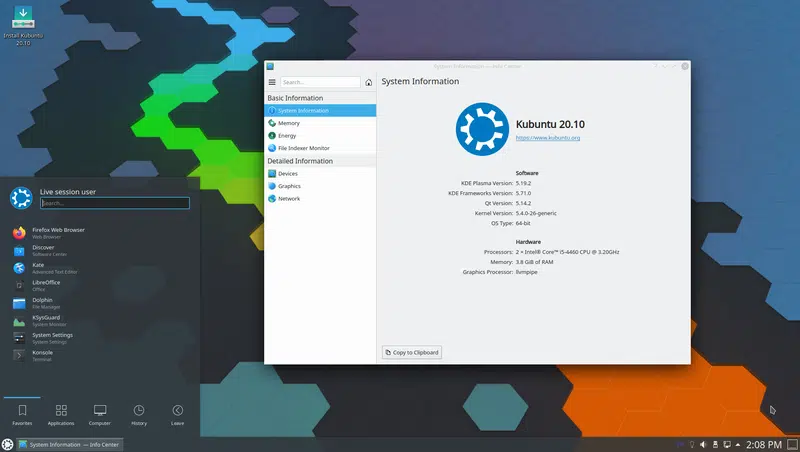 Install Kubuntu
20.10
System Information — Info Center
Search...
System Information
Basic Information
System Information
Memory
Energy
File Indexer Monitor
Detailed Information
Devices
Graphics
Network
Kubuntu 20.10
https://www.kubuntu.org
Software
KDE Plasma Version: 5.19.2
KDE Frameworks Version: 5.71.0
Qt Version: 5.14.2
Kernel Version: 5.4.0-26-generic
OS Type: 64-bit
Hardware
Processors: 2 × Intel® Core™ i5-4460 CPU @ 3.20GHz
Memory: 3.8 GiB of RAM
Graphics Processor: llvmpipe
Copy to Clipboard
Live session user
Search...
Firefox Web Browser
Web Browser
Discover
Software Center
Kate
Advanced Text Editor
LibreOffice
Office
Dolphin
File Manager
KSysGuard
System Monitor
System Settings
System Settings
Konsole
Terminal
Favorites
Applications
Computer
History
Leave
System Information — Info Center
2:08 PM